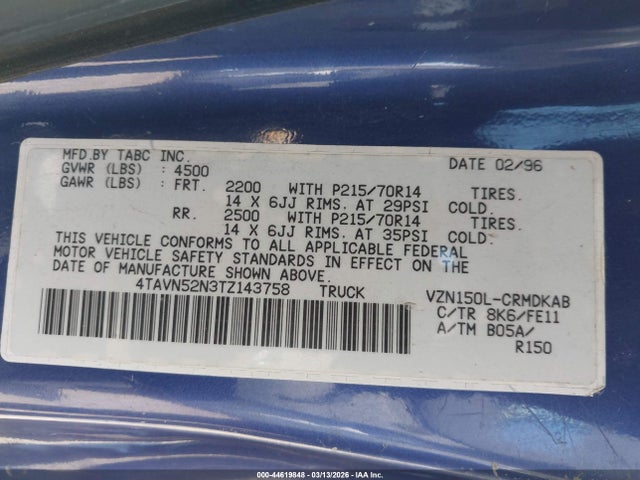 MFD.BY TABC INC. DATE 02/96
GVWR (LBS) : 4500
GAWR (LBS) : FRT. 2200 WITH P215/70R14 TIRES.
14 X 6JJ RIMS. AT 29PSI COLD.
RR. 2500 WITH P215/70R14 TIRES.
14 X 6JJ RIMS. AT 35PSI COLD.
THIS VEHICLE CONFORMS TO ALL APPLICABLE FEDERAL
MOTOR VEHICLE SAFETY STANDARDS IN EFFECT ON THE
DATE OF MANUFACTURE SHOWN ABOVE.
4TAVN52N3TZ143758 TRUCK VZN150L-CRMDKAB
C/TR 8K6/FE11
A/TM B05A/
R150
000-44619848 | 03/13/2026 | IAA Inc.